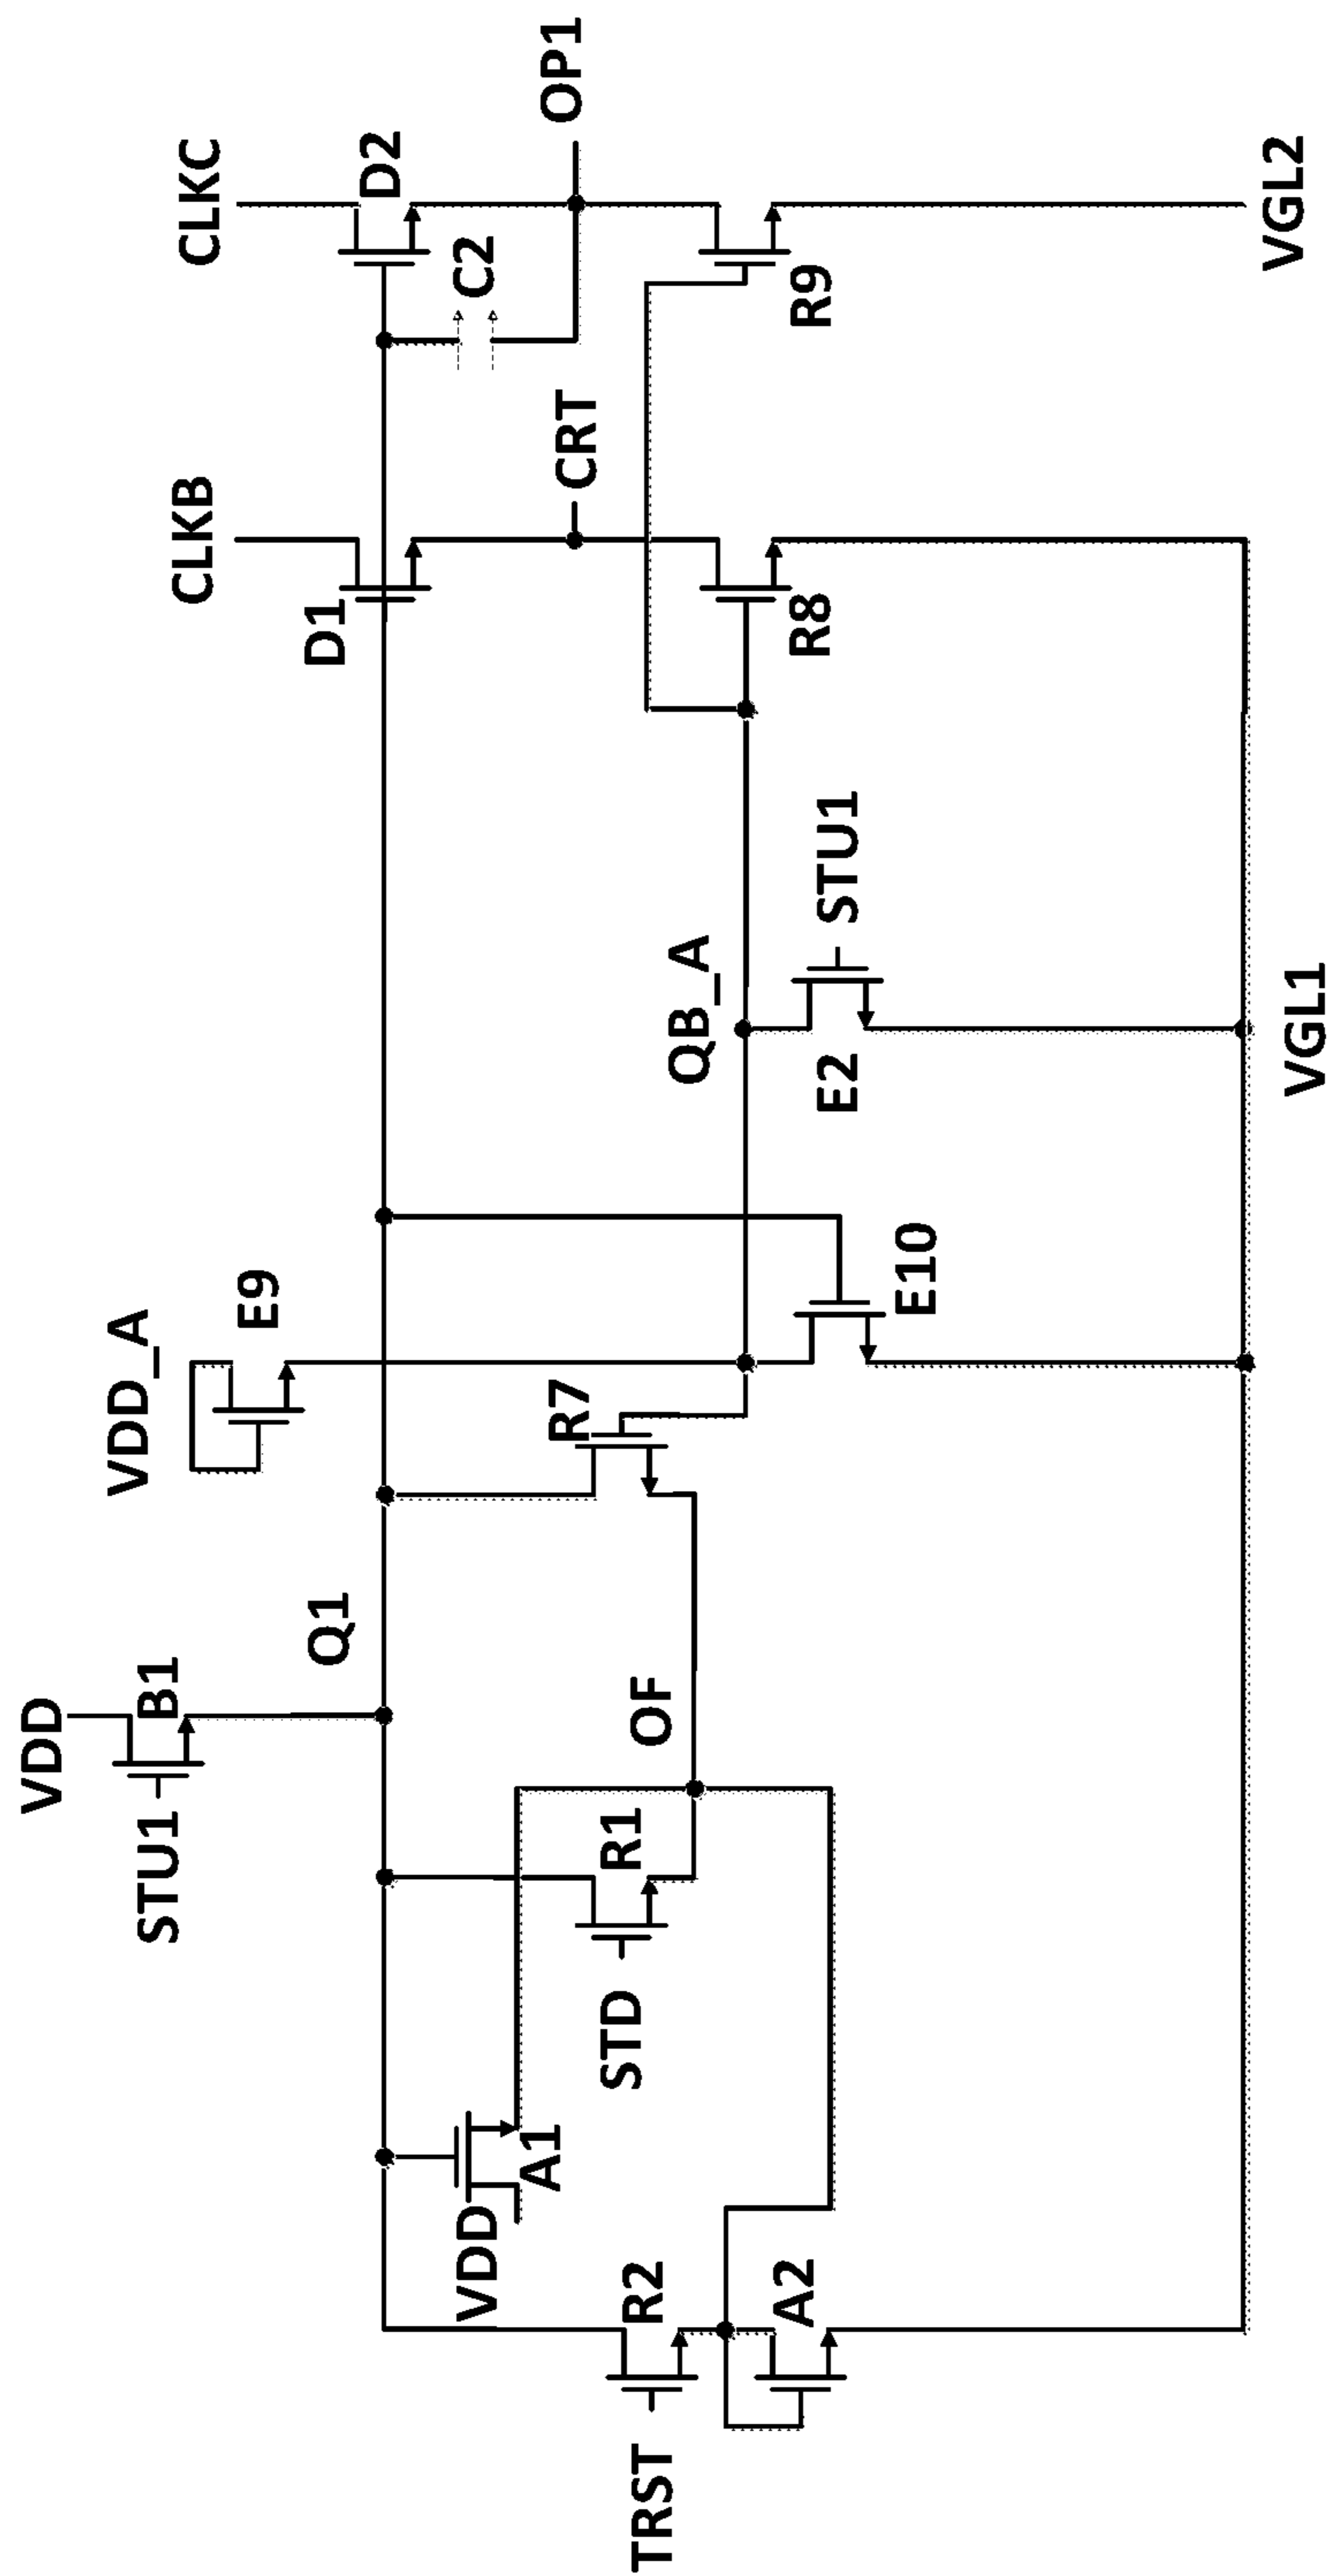 VDD
STU1
B1
VDD_A
E9
CLKB
CLKC
Q1
D1
D2
C2
VDD
A1
R7
CRT
OP1
STD
R1
OF
QB_A
TRST
R2
A2
E10
E2
STU1
R8
R9
VGL1
VGL2